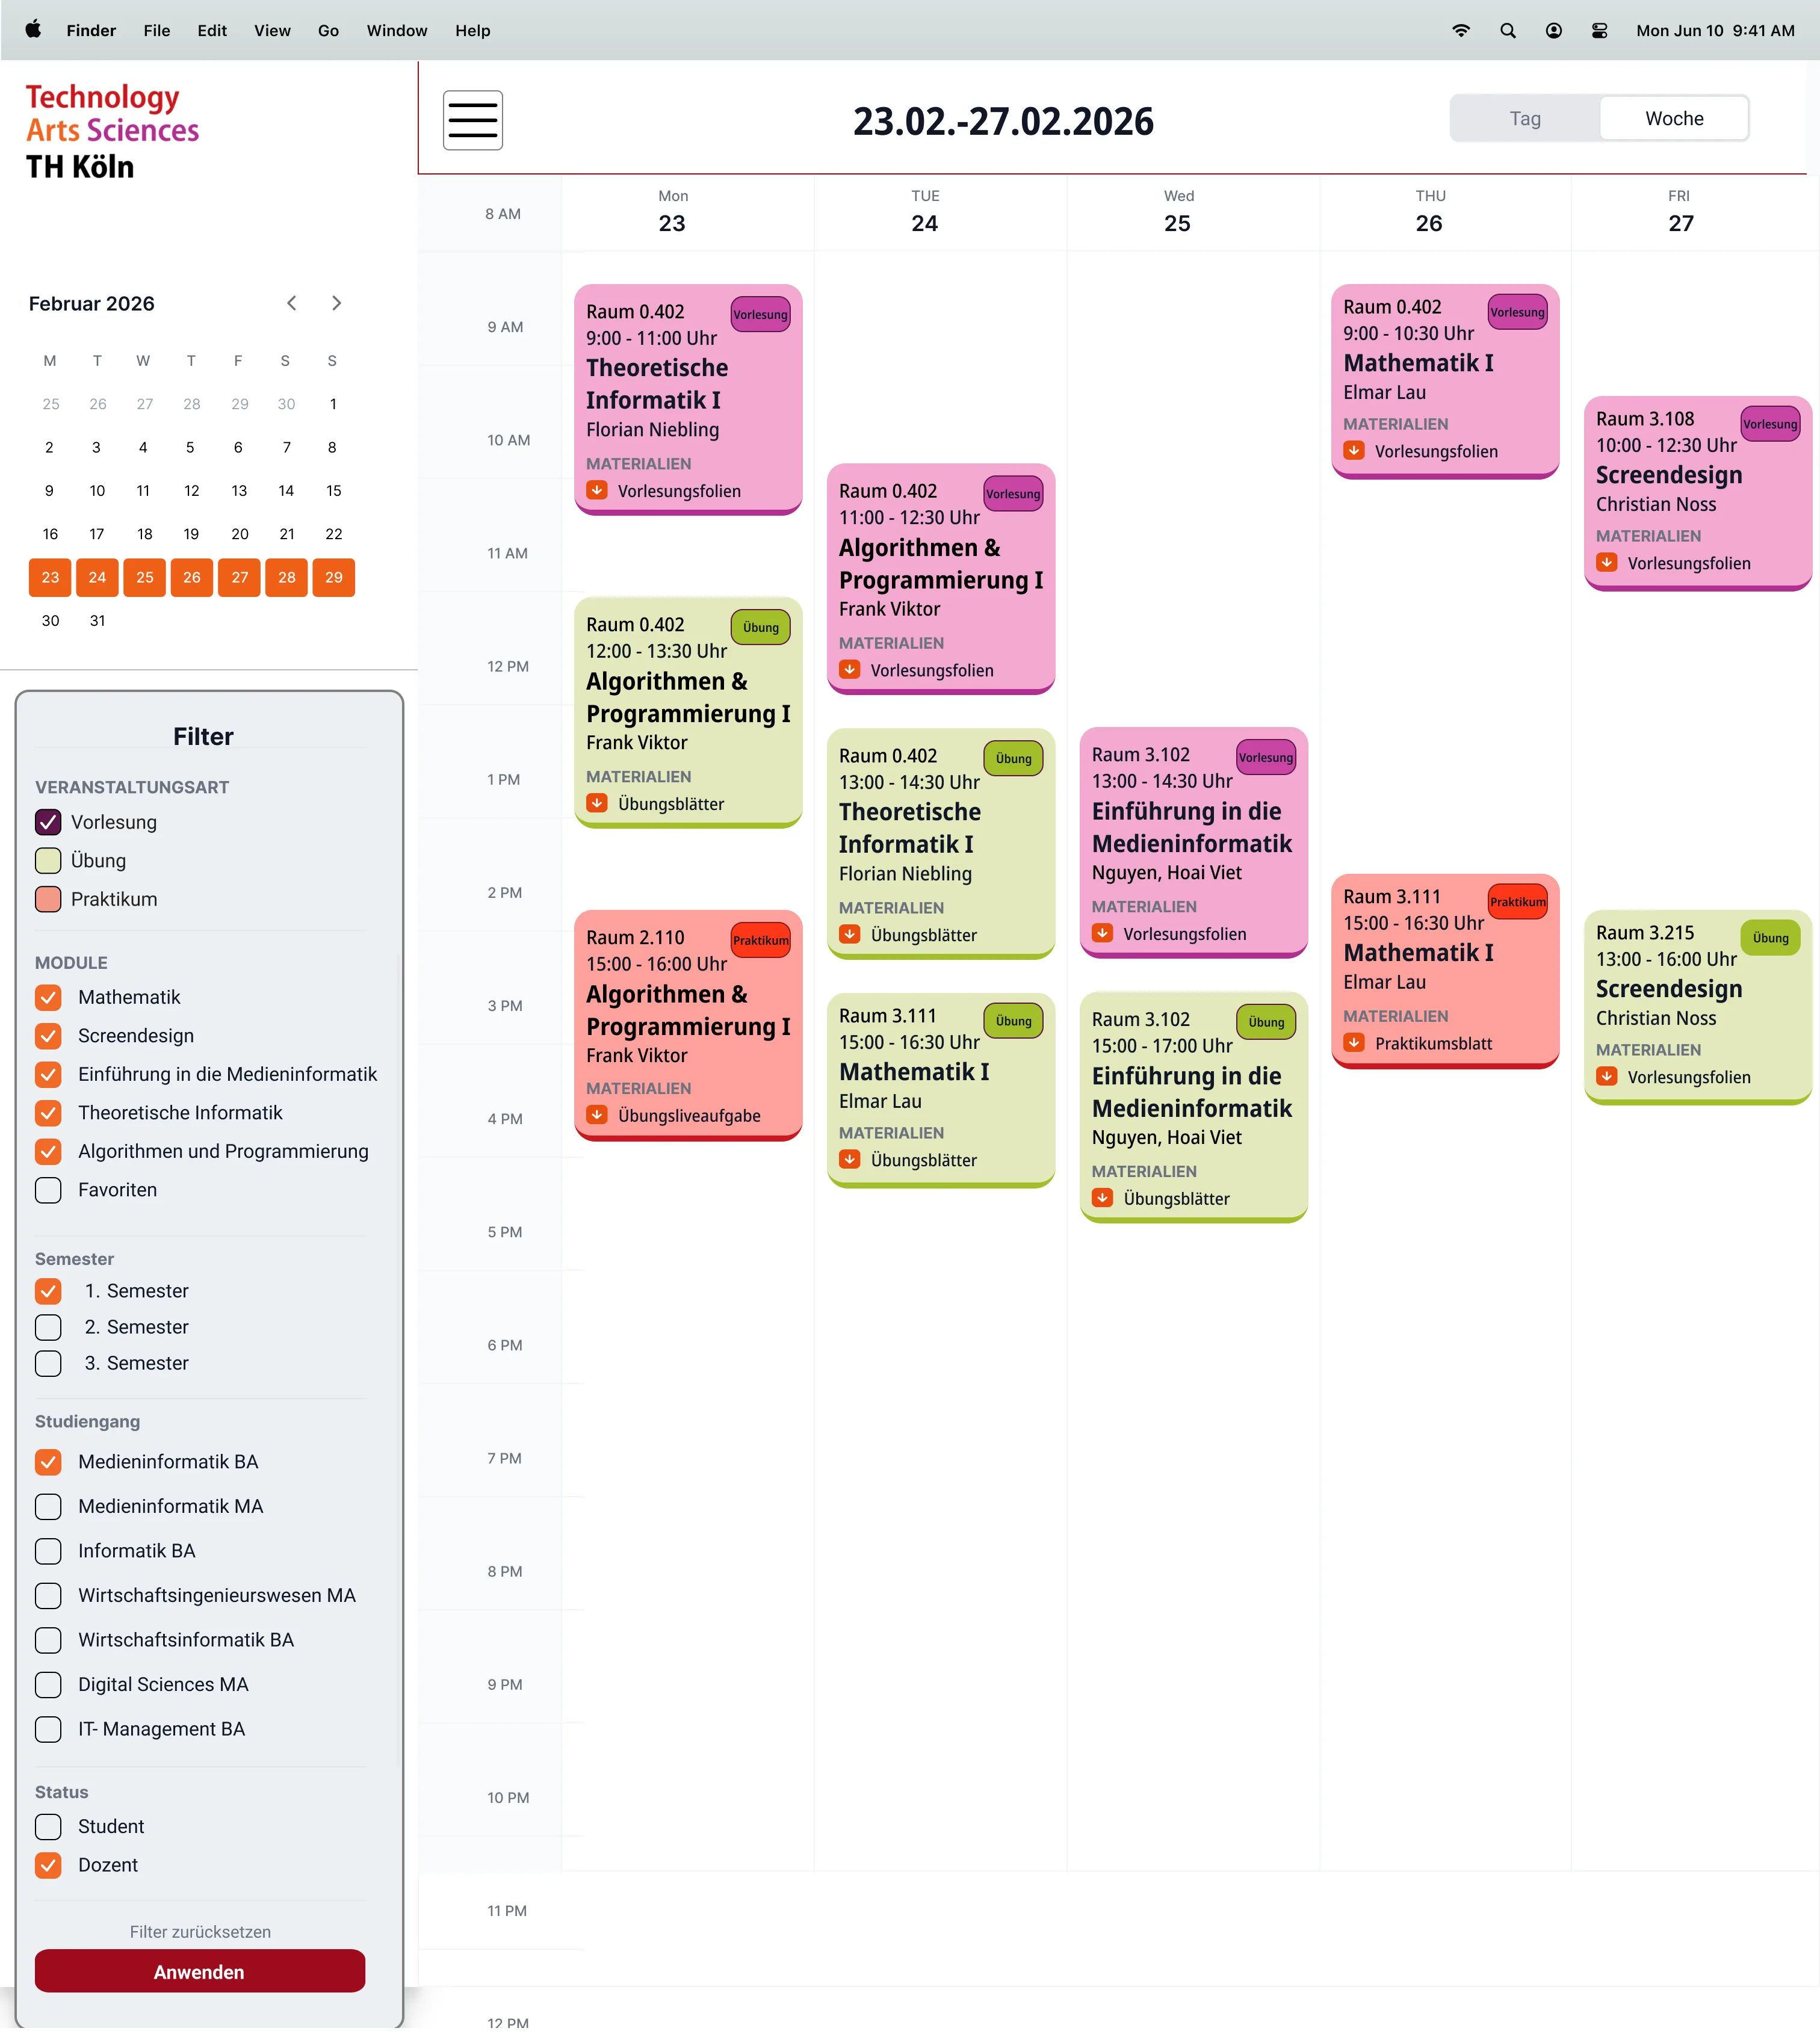 Finder File Edit View Go Window Help Mon Jun 10 9:41 AM
Technology
Arts Sciences
TH Köln
23.02.-27.02.2026
Tag Woche
Februar 2026
M T W T F S S
25 26 27 28 29 30 1
2 3 4 5 6 7 8
9 10 11 12 13 14 15
16 17 18 19 20 21 22
23 24 25 26 27 28 29
30 31
Filter
VERANSTALTUNGSART
Vorlesung
Übung
Praktikum
MODULE
Mathematik
Screendesign
Einführung in die Medieninformatik
Theoretische Informatik
Algorithmen und Programmierung
Favoriten
Semester
1. Semester
2. Semester
3. Semester
Studiengang
Medieninformatik BA
Medieninformatik MA
Informatik BA
Wirtschaftsingenieurswesen MA
Wirtschaftsinformatik BA
Digital Sciences MA
IT- Management BA
Status
Student
Dozent
Filter zurücksetzen
Anwenden
8 AM
9 AM
10 AM
11 AM
12 PM
1 PM
2 PM
3 PM
4 PM
5 PM
6 PM
7 PM
8 PM
9 PM
10 PM
11 PM
12 PM
Mon
23
Raum 0.402 Vorlesung
9:00 - 11:00 Uhr
Theoretische
Informatik I
Florian Niebling
MATERIALIEN
Vorlesungsfolien
Raum 0.402 Übung
12:00 - 13:30 Uhr
Algorithmen &
Programmierung I
Frank Viktor
MATERIALIEN
Übungsblätter
Raum 2.110 Praktikum
15:00 - 16:00 Uhr
Algorithmen &
Programmierung I
Frank Viktor
MATERIALIEN
Übungsliveaufgabe
TUE
24
Raum 0.402 Vorlesung
11:00 - 12:30 Uhr
Algorithmen &
Programmierung I
Frank Viktor
MATERIALIEN
Vorlesungsfolien
Raum 0.402 Übung
13:00 - 14:30 Uhr
Theoretische
Informatik I
Florian Niebling
MATERIALIEN
Übungsblätter
Raum 3.111 Übung
15:00 - 16:30 Uhr
Mathematik I
Elmar Lau
MATERIALIEN
Übungsblätter
Wed
25
Raum 3.102 Vorlesung
13:00 - 14:30 Uhr
Einführung in die
Medieninformatik
Nguyen, Hoai Viet
MATERIALIEN
Vorlesungsfolien
Raum 3.102 Übung
15:00 - 17:00 Uhr
Einführung in die
Medieninformatik
Nguyen, Hoai Viet
MATERIALIEN
Übungsblätter
THU
26
Raum 0.402 Vorlesung
9:00 - 10:30 Uhr
Mathematik I
Elmar Lau
MATERIALIEN
Vorlesungsfolien
Raum 3.111 Praktikum
15:00 - 16:30 Uhr
Mathematik I
Elmar Lau
MATERIALIEN
Praktikumsblatt
FRI
27
Raum 3.108 Vorlesung
10:00 - 12:30 Uhr
Screendesign
Christian Noss
MATERIALIEN
Vorlesungsfolien
Raum 3.215 Übung
13:00 - 16:00 Uhr
Screendesign
Christian Noss
MATERIALIEN
Vorlesungsfolien